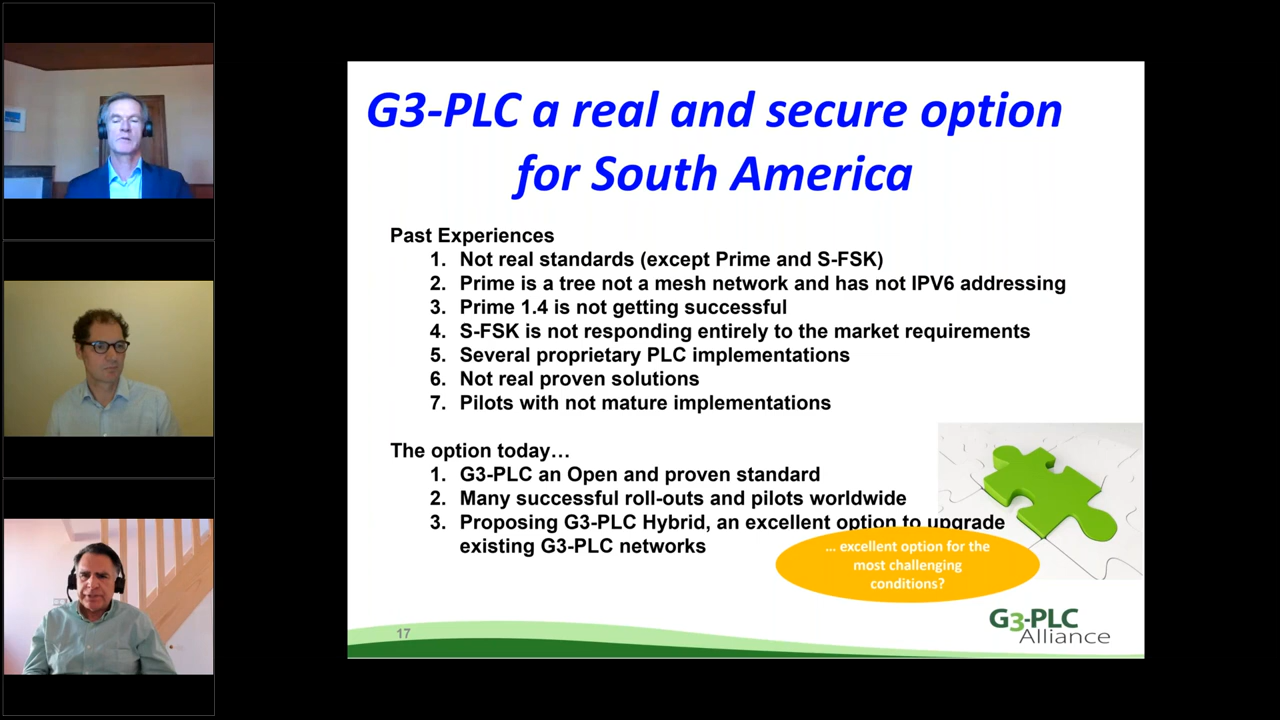 G3-PLC a real and secure option
for South America
Past Experiences
1. Not real standards (except Prime and S-FSK)
2. Prime is a tree not a mesh network and has not IPV6 addressing
3. Prime 1.4 is not getting successful
4. S-FSK is not responding entirely to the market requirements
5. Several proprietary PLC implementations
6. Not real proven solutions
7. Pilots with not mature implementations
The option today…
1. G3-PLC an Open and proven standard
2. Many successful roll-outs and pilots worldwide
3. Proposing G3-PLC Hybrid, an excellent option to upgrade
existing G3-PLC networks
… excellent option for the
most challenging
conditions?
17
G3-PLC
Alliance